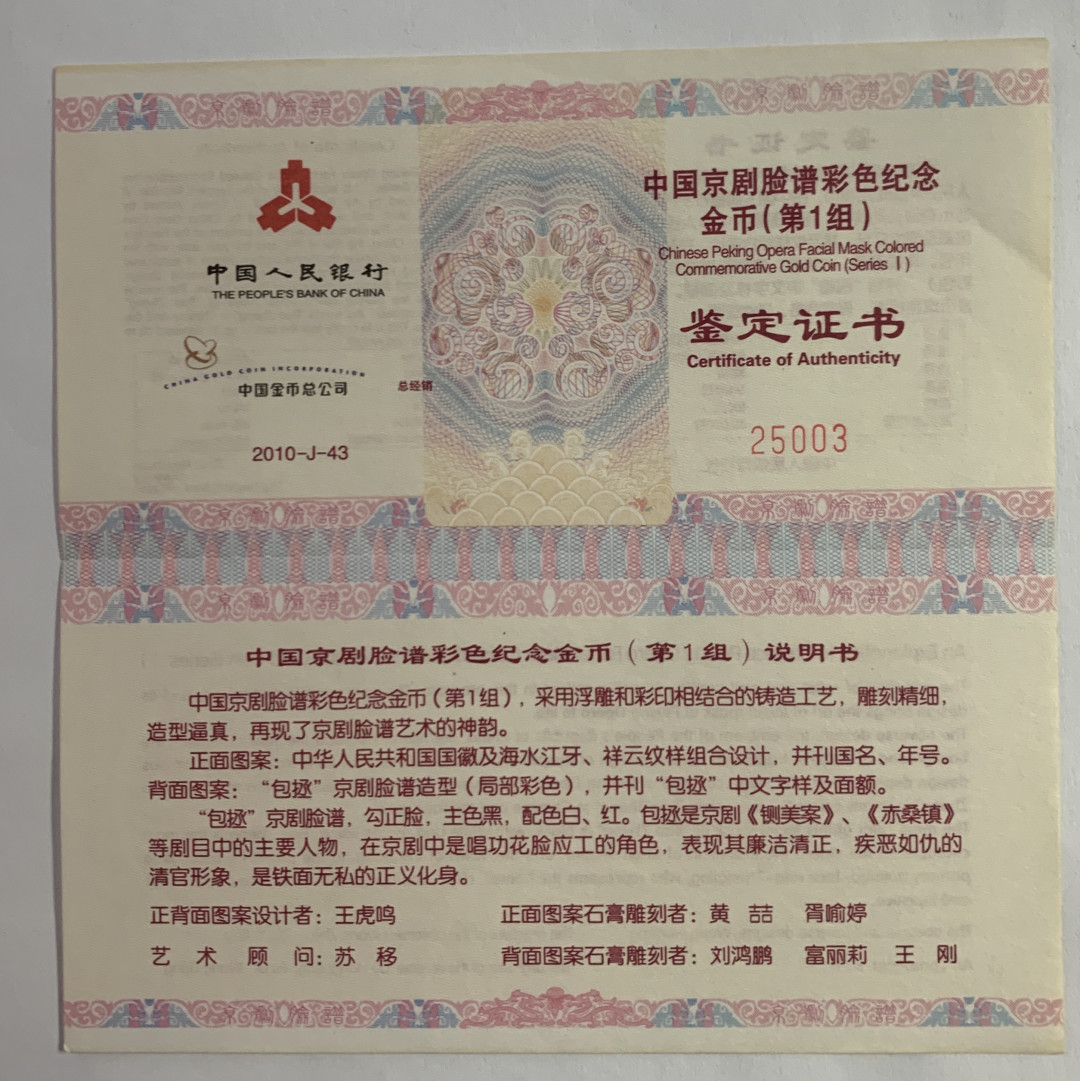 中国人民银行
THE PEOPLE'S BANK OF CHINA
CHINA GOLD COIN INCORPORATION
中国金币总公司
总经销
2010-J-43
中国京剧脸谱彩色纪念
金币(第1组)
Chinese Peking Opera Facial Mask Colored
Commemorative Gold Coin (Series Ⅰ)
鉴定证书
Certificate of Authenticity
25003
中国京剧脸谱彩色纪念金币(第1组)说明书
中国京剧脸谱彩色纪念金币(第1组),采用浮雕和彩印相结合的铸造工艺,雕刻精细,
造型逼真,再现了京剧脸谱艺术的神韵。
正面图案:中华人民共和国国徽及海水江牙、祥云纹样组合设计,并刊国名、年号。
背面图案:“包拯”京剧脸谱造型(局部彩色),并刊“包拯”中文字样及面额。
“包拯”京剧脸谱,勾正脸,主色黑,配色白、红。包拯是京剧《铡美案》、《赤桑镇》
等剧目中的主要人物,在京剧中是唱功花脸应工的角色,表现其廉洁清正,疾恶如仇的
清官形象,是铁面无私的正义化身。
正背面图案设计者:王虎鸣
正面图案石膏雕刻者:黄 喆 胥喻婷
艺 术 顾 问:苏 移
背面图案石膏雕刻者:刘鸿鹏 富丽莉 王 刚